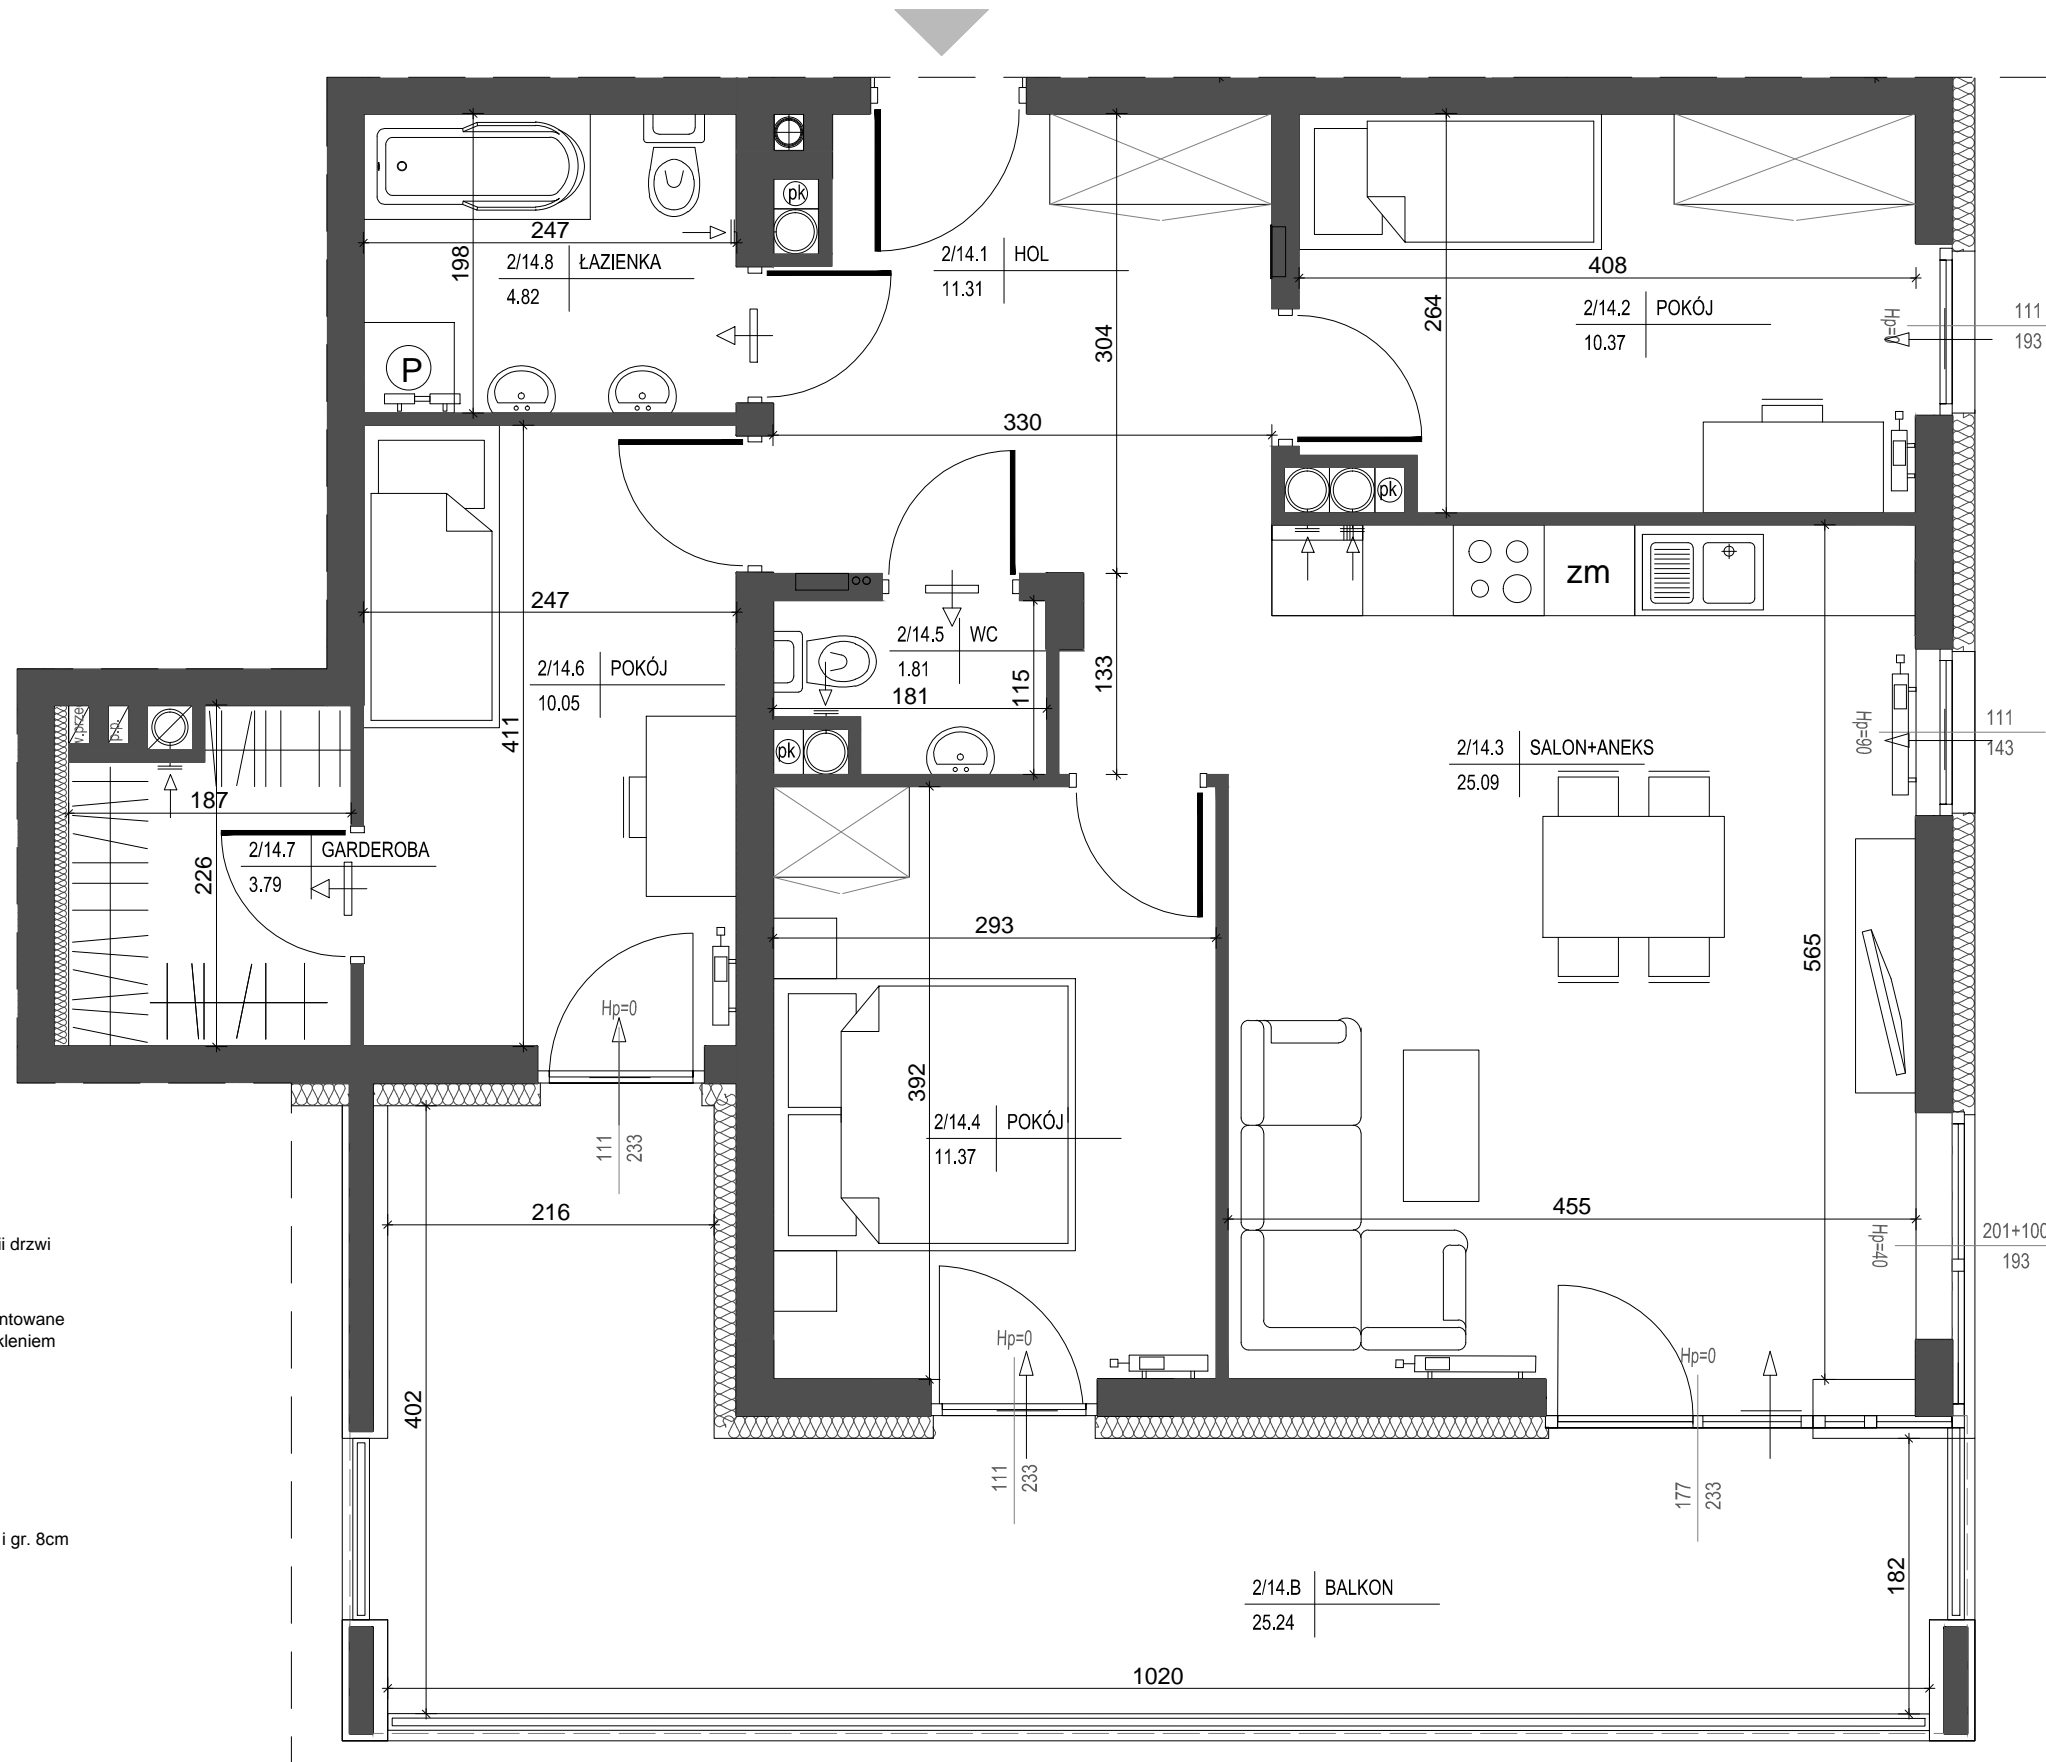 247
198
2/14.8 ŁAZIENKA
4.82
P
pk
2/14.1 HOL
11.31
304
330
408
264
2/14.2 POKÓJ
10.37
Hp=0
111
193
pk
zm
247
2/14.6 POKÓJ
10.05
411
2/14.5 WC
1.81
181
115
133
pk
2/14.3 SALON+ANEKS
25.09
Hp=90
111
143
p.p.
187
2/14.7 GARDEROBA
3.79
226
293
565
Hp=0
392
2/14.4 POKÓJ
11.37
111
233
216
455
Hp=40
201+100
193
ii drzwi
ntowane
kleniem
402
Hp=0
Hp=0
111
233
177
233
i gr. 8cm
2/14.B BALKON
25.24
182
1020